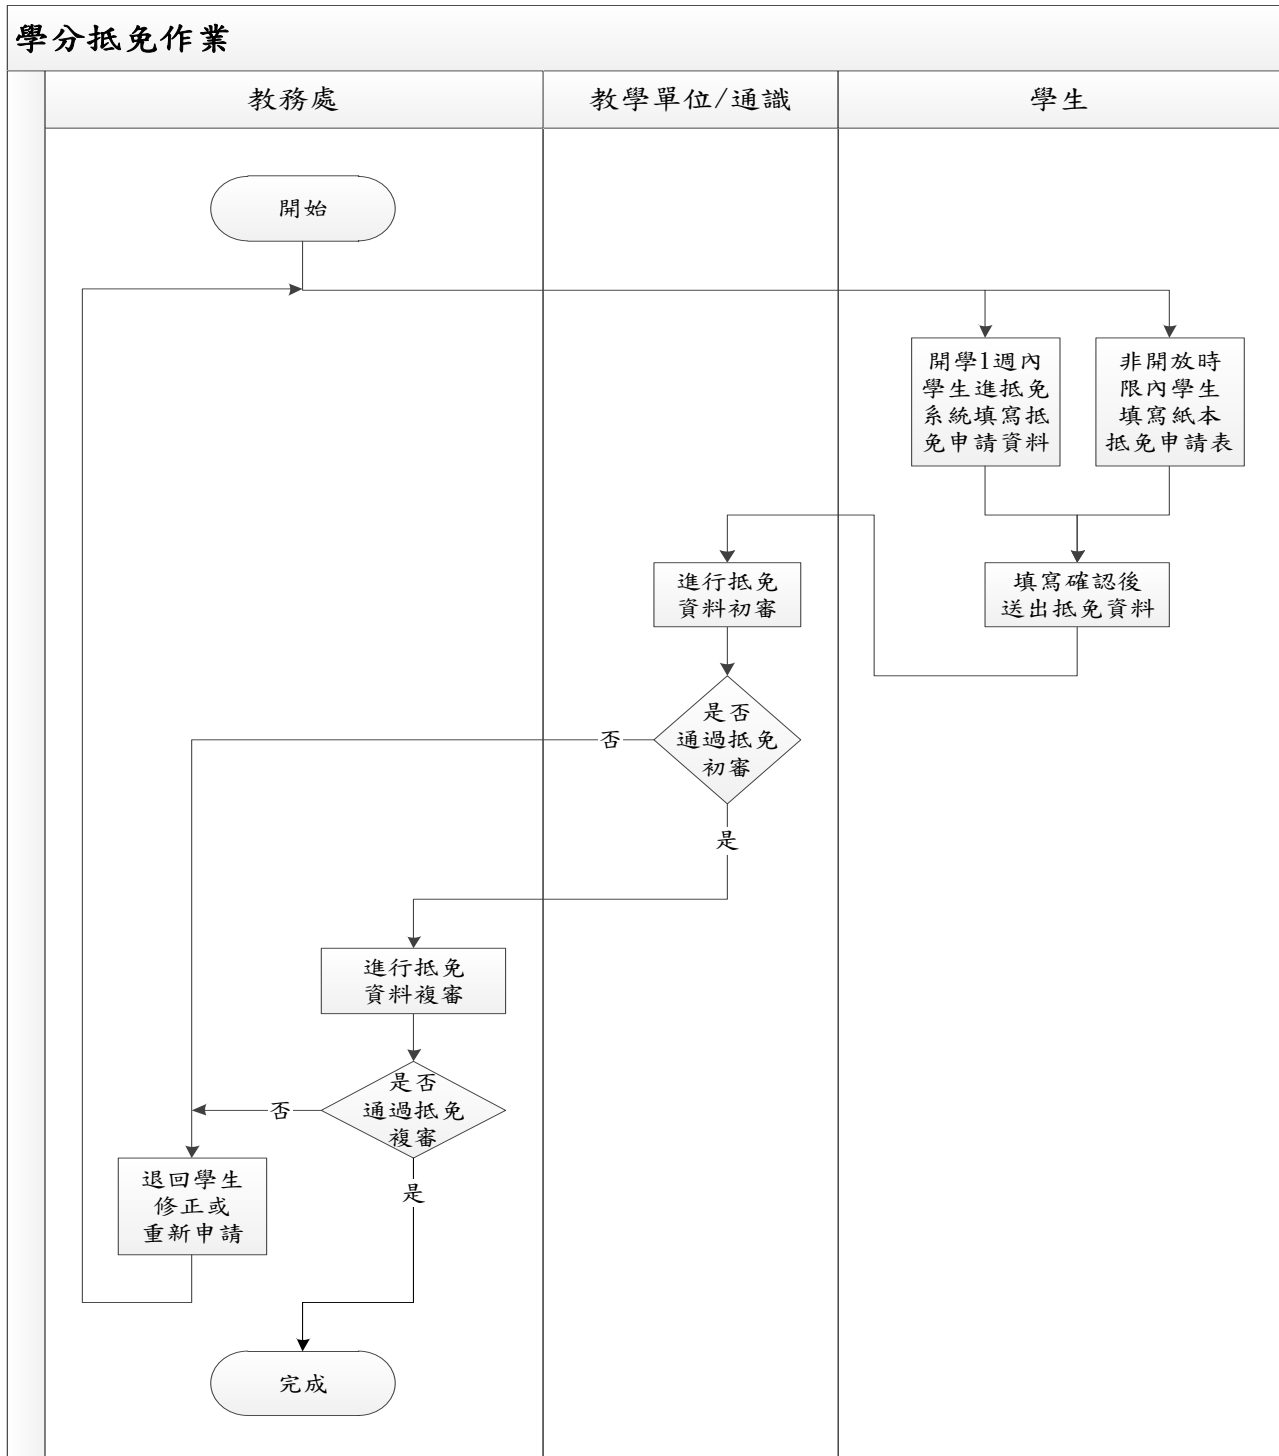 學分抵免作業
教務處
教學單位/通識
學生
開始
開學1週內
學生進抵免
系統填寫抵
免申請資料
非開放時
限內學生
填寫紙本
抵免申請表
進行抵免
資料初審
填寫確認後
送出抵免資料
是否
通過抵免
初審
否
是
進行抵免
資料複審
是否
通過抵免
複審
否
是
退回學生
修正或
重新申請
完成